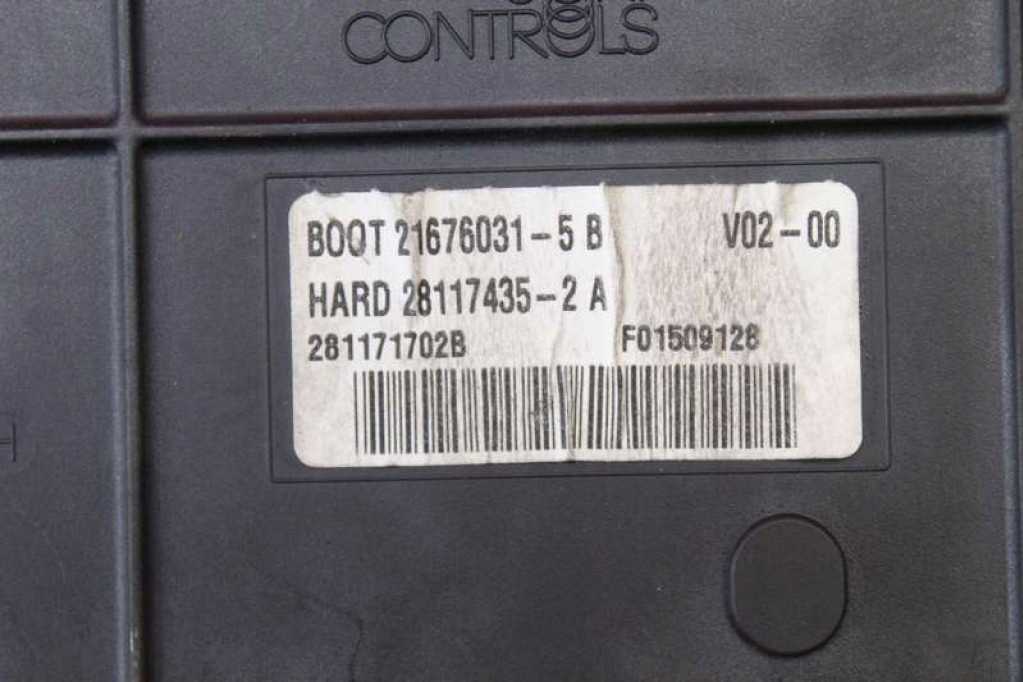 CONTROLS
BOOT 21676031-5 B V02-00
HARD 28117435-2 A
281171702B F01509128